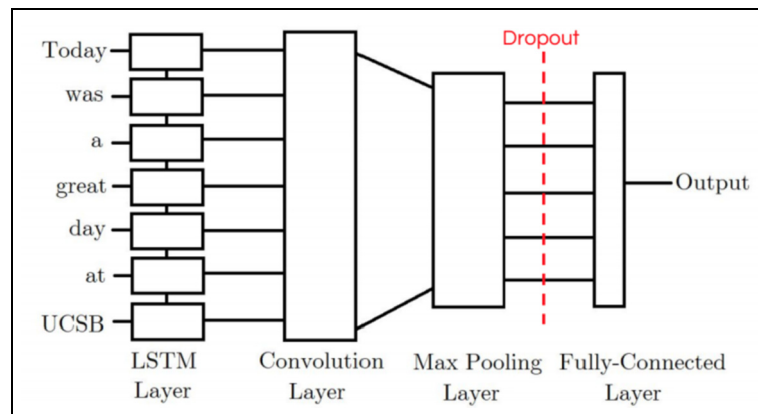 Dropout
Today
was
a
great
day
at
UCSB
Output
LSTM
Layer
Convolution
Layer
Max Pooling
Layer
Fully-Connected
Layer